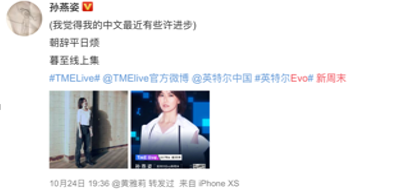 孙燕姿
(我觉得我的中文最近有些许进步)
朝辞平日烦
暮至线上集
#TMELive# @TMElive官方微博 @英特尔中国 #英特尔Evo# 新周末
TME live
10月24日 19:36 @黄雅莉 转发过 来自 iPhone XS